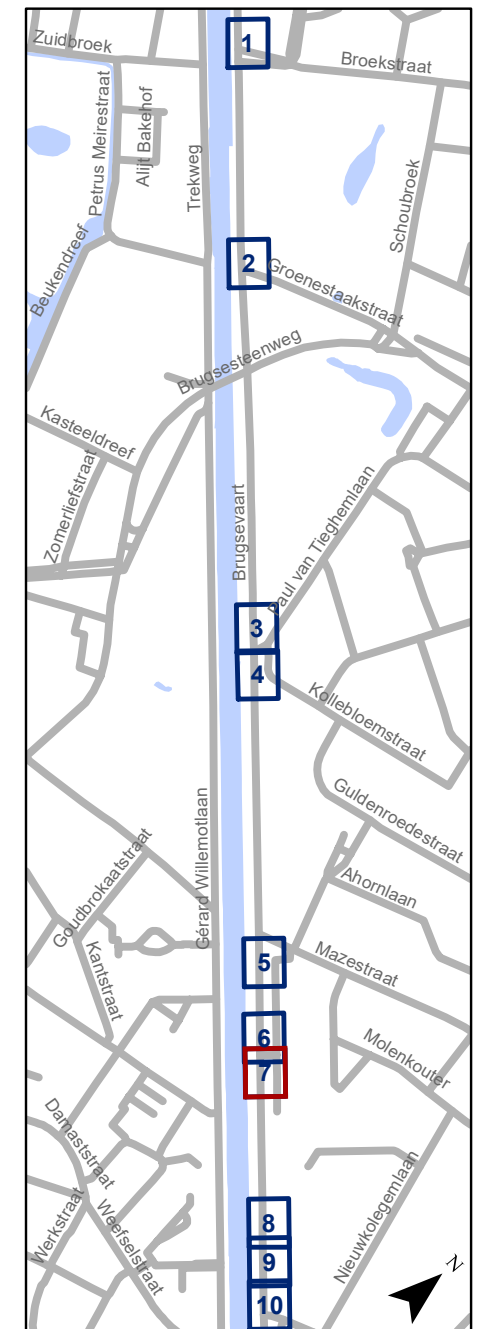 1
Zuidbroek
Broekstraat
Petrus Meirestraat
Alijt Bakehof
Trekweg
Schoubroek
Beukendreef
2
Groenestaakstraat
Brugsesteenweg
Kasteeldreef
Zomerliefstraat
Brugsevaart
Paul van Tieghemlaan
3
4
Kollebloemstraat
Guldenroedestraat
Gérard Willemotlaan
Goudbrokaatstraat
Ahornlaan
Kantstraat
5
Mazestraat
6
Molenkouter
7
Damaststraat
Werkstraat
Weefselstraat
Nieuwkolegemlaan
8
9
N
10